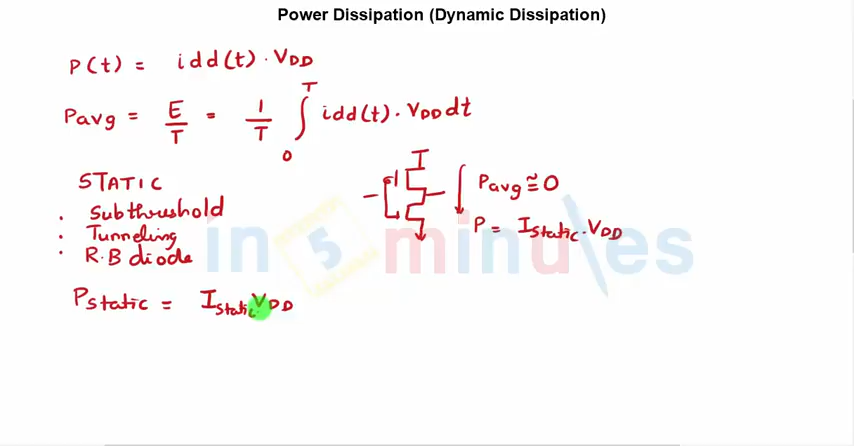 Power Dissipation (Dynamic Dissipation)
P(t) = idd(t) · VDD
Pavg = E/T = 1/T ∫₀ᵀ idd(t) · VDD dt
STATIC
· Subthreshold
· Tunneling
· R.B diode
Pavg ≅ 0
P = Istatic · VDD
in 5 minutes
Pstatic = Istatic VDD